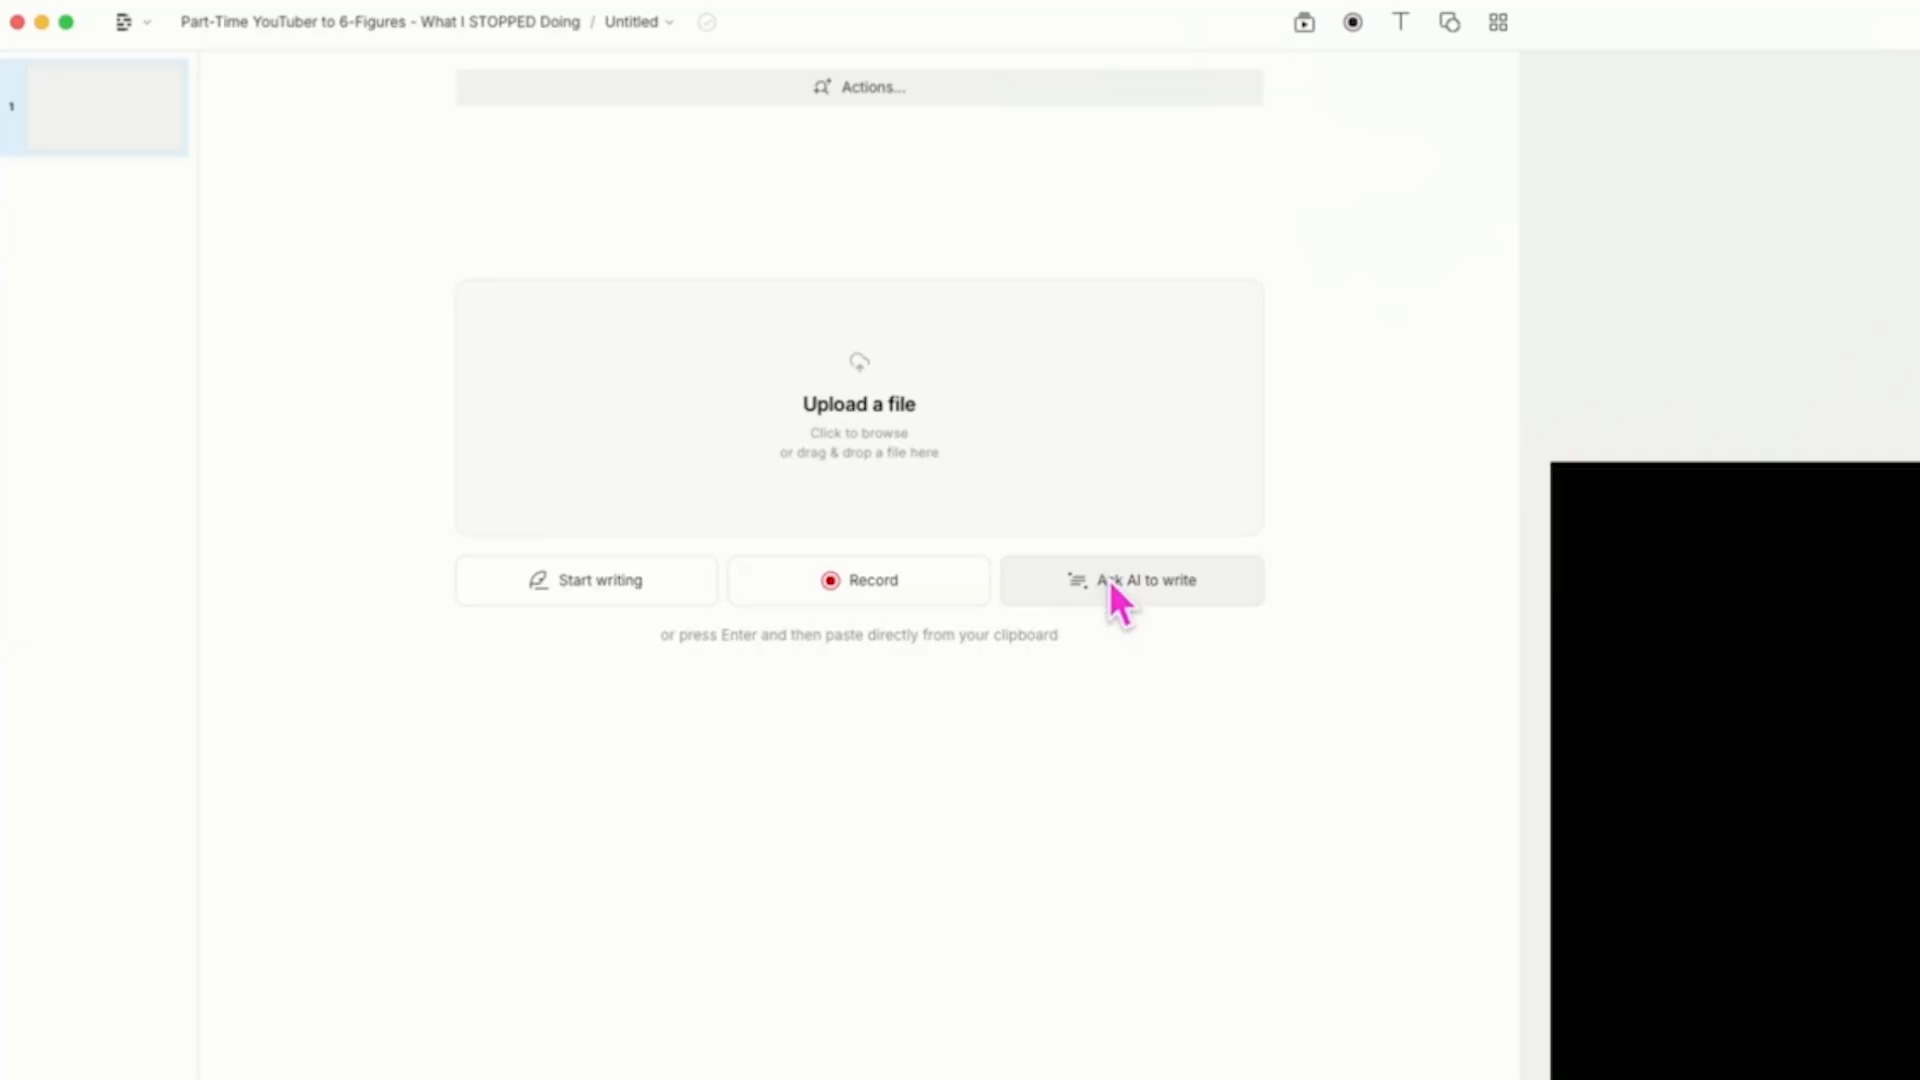 Part-Time YouTuber to 6-Figures - What I STOPPED Doing / Untitled
1
Actions...
Upload a file
Click to browse
or drag & drop a file here
Start writing
Record
Ask AI to write
or press Enter and then paste directly from your clipboard